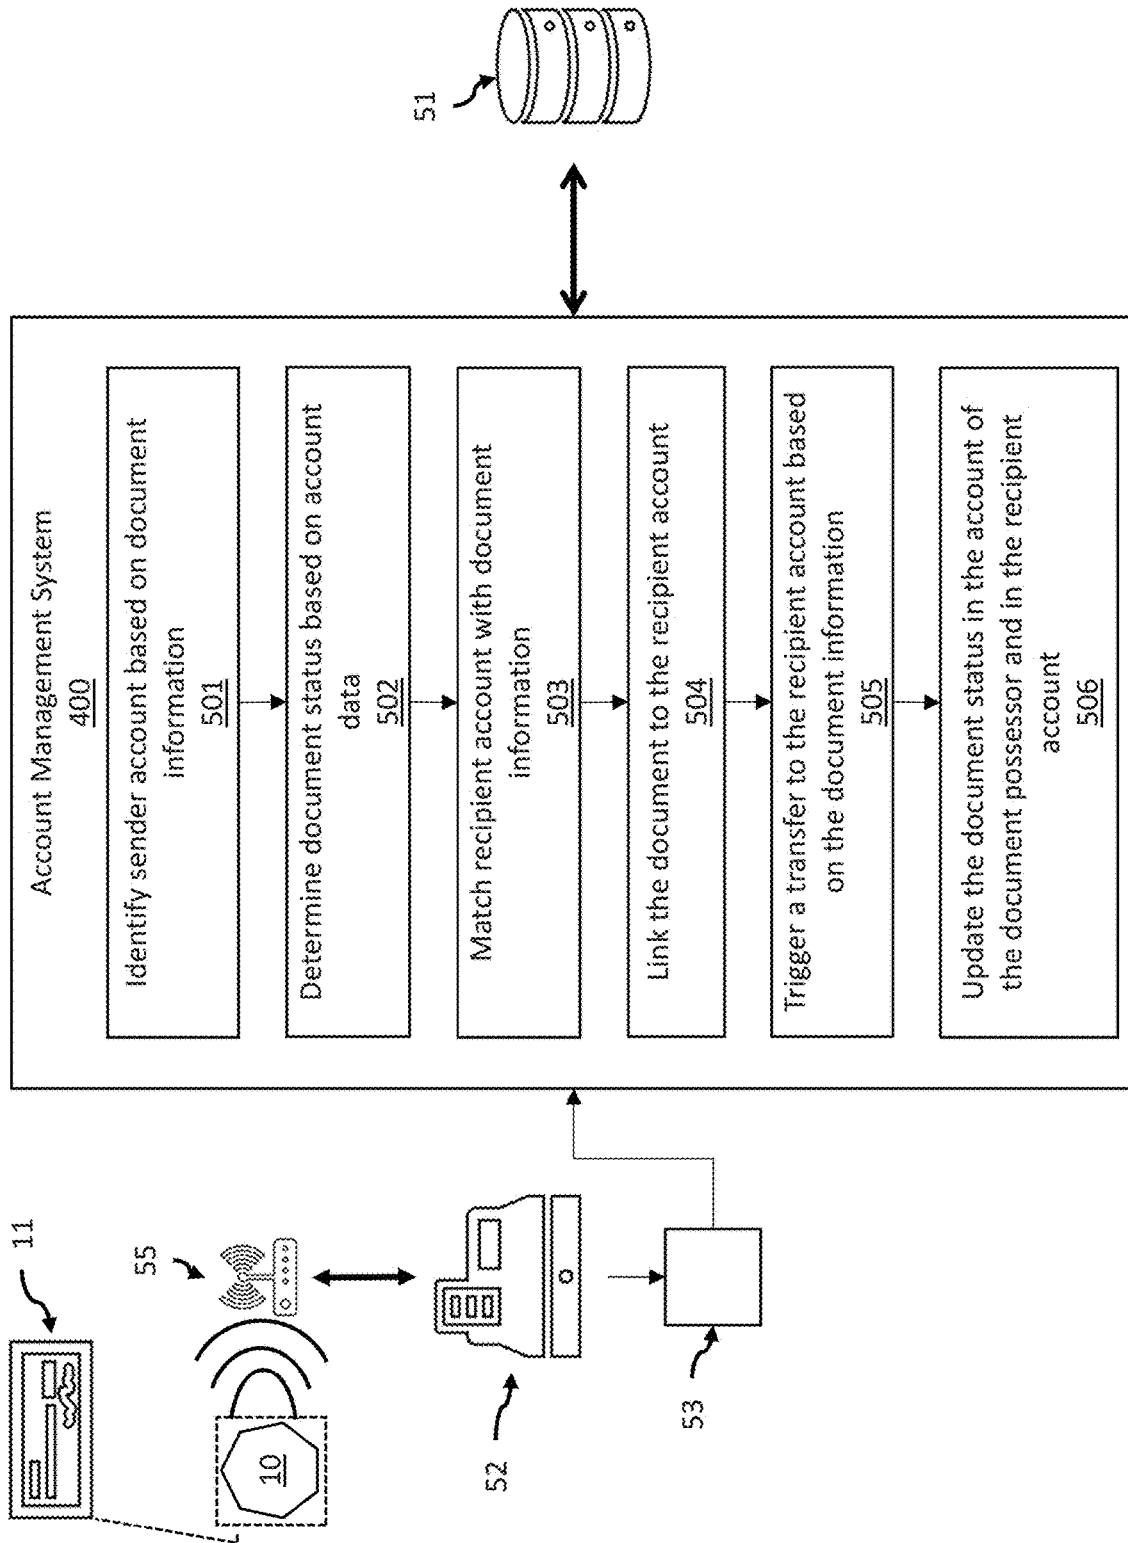 11
55
10
52
53
Account Management System
400
Identify sender account based on document
information
501
Determine document status based on account
data
502
Match recipient account with document
information
503
Link the document to the recipient account
504
Trigger a transfer to the recipient account based
on the document information
505
Update the document status in the account of
the document possessor and in the recipient
account
506
51